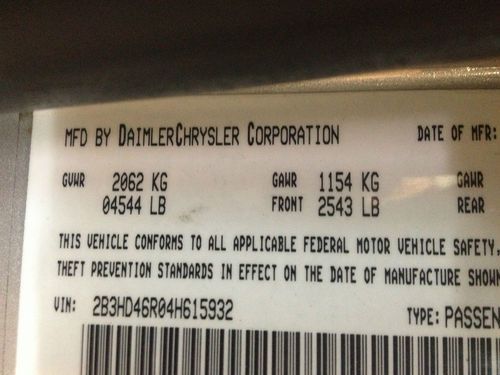 MFD BY DAIMLERCHRYSLER CORPORATION DATE OF MFR:
GVWR 2062 KG GAWR 1154 KG GAWR
04544 LB FRONT 2543 LB REAR
THIS VEHICLE CONFORMS TO ALL APPLICABLE FEDERAL MOTOR VEHICLE SAFETY,
THEFT PREVENTION STANDARDS IN EFFECT ON THE DATE OF MANUFACTURE SHOWN
VIN: 2B3HD46R04H615932 TYPE: PASSEN